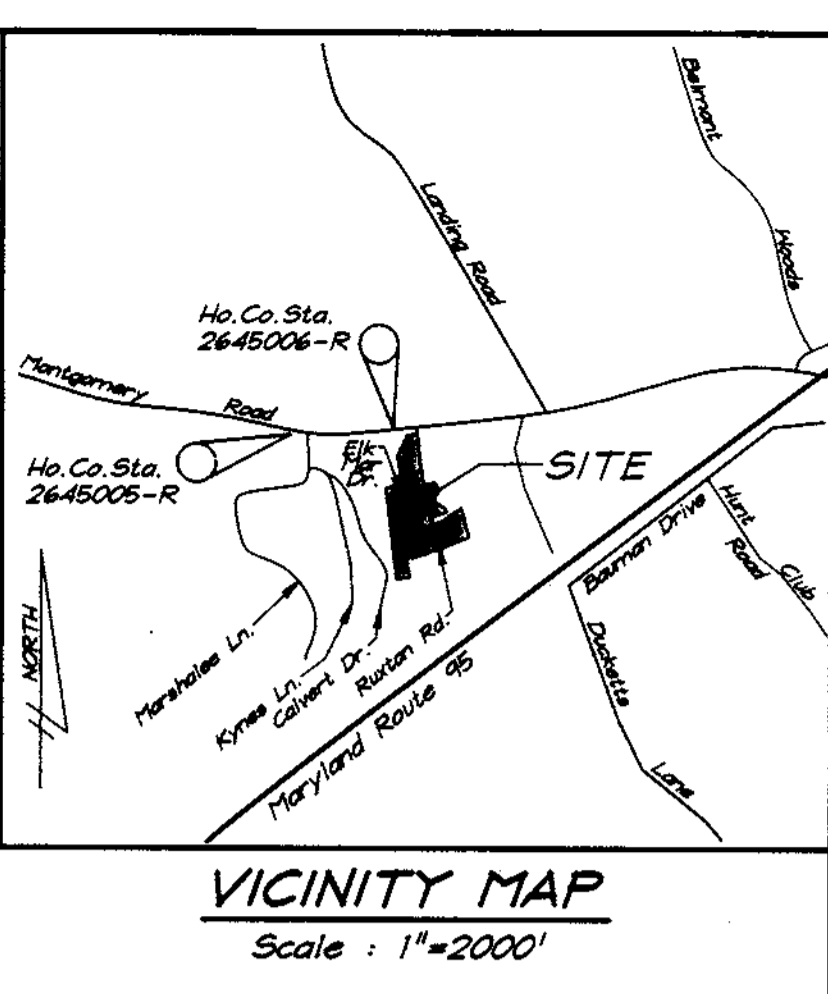 Belmont
Woods
Landing Road
Ho.Co.Sta.
2645006-R
Montgomery
Road
Elk
Mar
Dr.
SITE
Ho.Co.Sta.
2645005-R
Bauman Drive
Hunt
Road
Club
NORTH
Marshalee Ln.
Kynes Ln.
Calvert Dr.
Ruxton Rd.
Maryland Route 95
Ducketts
Lane
VICINITY MAP
Scale : 1"=2000'